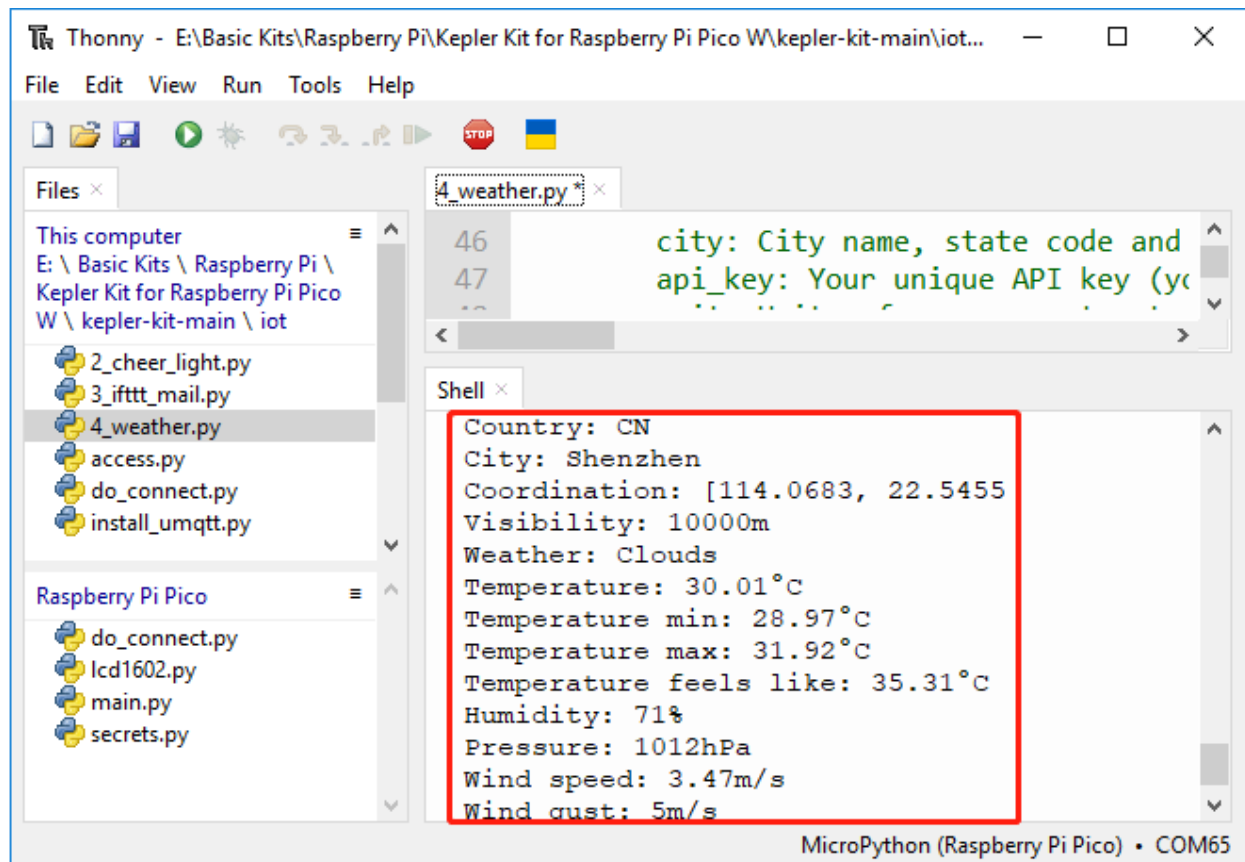 Thonny - E:\Basic Kits\Raspberry Pi\Kepler Kit for Raspberry Pi Pico W\kepler-kit-main\iot...
File Edit View Run Tools Help
STOP
Files
This computer
E: \ Basic Kits \ Raspberry Pi \
Kepler Kit for Raspberry Pi Pico
W \ kepler-kit-main \ iot
2_cheer_light.py
3_ifttt_mail.py
4_weather.py
access.py
do_connect.py
install_umqtt.py
Raspberry Pi Pico
do_connect.py
lcd1602.py
main.py
secrets.py
4_weather.py *
46 city: City name, state code and
47 api_key: Your unique API key (yo
Shell
Country: CN
City: Shenzhen
Coordination: [114.0683, 22.5455
Visibility: 10000m
Weather: Clouds
Temperature: 30.01°C
Temperature min: 28.97°C
Temperature max: 31.92°C
Temperature feels like: 35.31°C
Humidity: 71%
Pressure: 1012hPa
Wind speed: 3.47m/s
Wind gust: 5m/s
MicroPython (Raspberry Pi Pico) • COM65